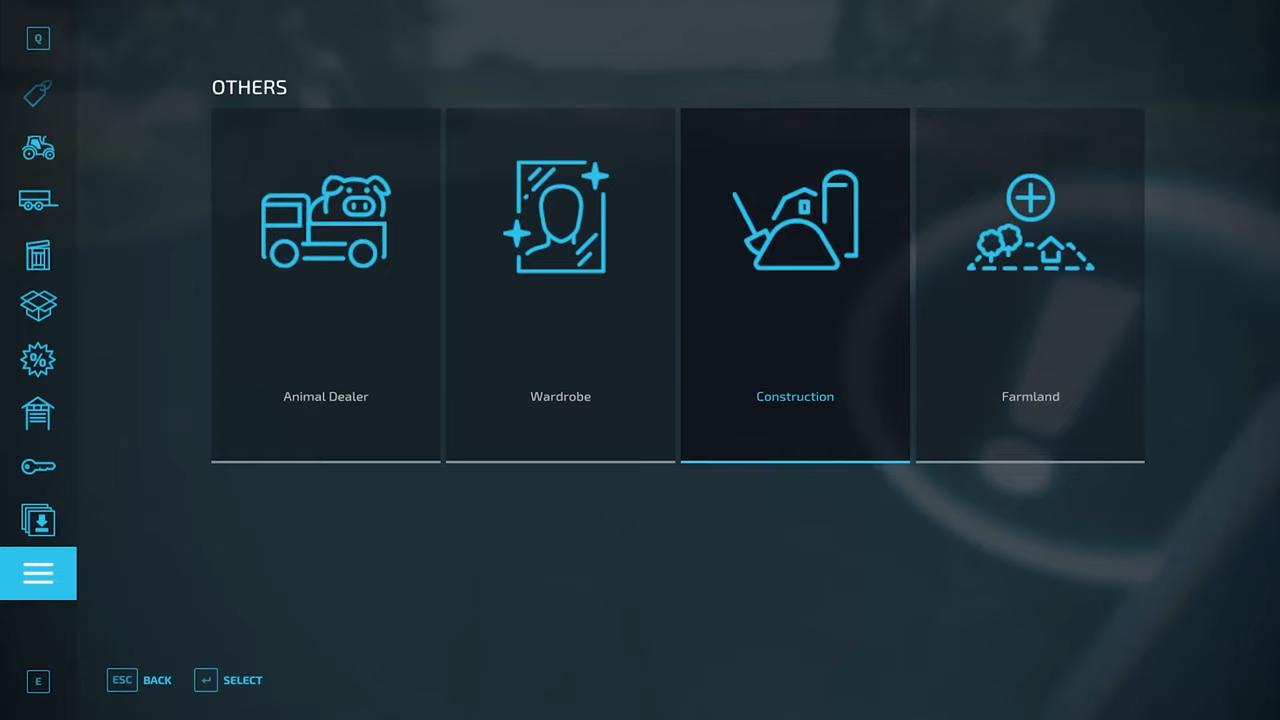 Q
OTHERS
%
Animal Dealer
Wardrobe
Construction
Farmland
E
ESC BACK
SELECT